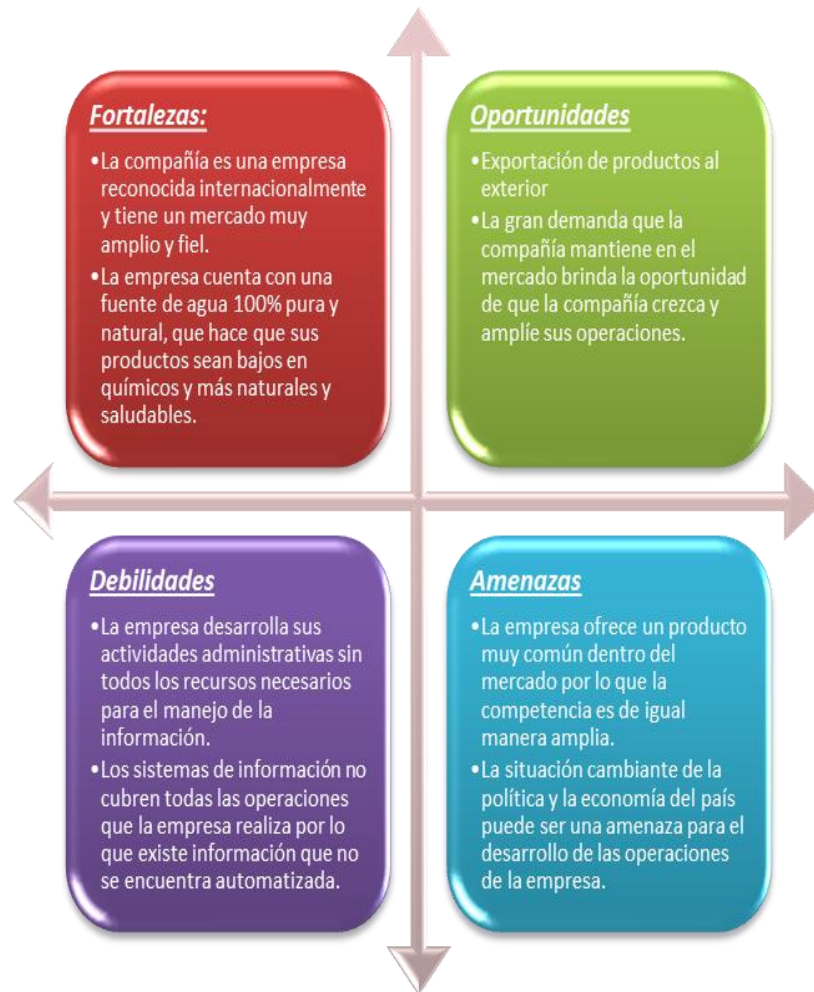 Fortalezas:
•La compañía es una empresa
reconocida internacionalmente
y tiene un mercado muy
amplio y fiel.
•La empresa cuenta con una
fuente de agua 100% pura y
natural, que hace que sus
productos sean bajos en
químicos y más naturales y
saludables.
Oportunidades
•Exportación de productos al
exterior
•La gran demanda que la
compañía mantiene en el
mercado brinda la oportunidad
de que la compañía crezca y
amplíe sus operaciones.
Debilidades
•La empresa desarrolla sus
actividades administrativas sin
todos los recursos necesarios
para el manejo de la
información.
•Los sistemas de información no
cubren todas las operaciones
que la empresa realiza por lo
que existe información que no
se encuentra automatizada.
Amenazas
•La empresa ofrece un producto
muy común dentro del
mercado por lo que la
competencia es de igual
manera amplia.
•La situación cambiante de la
política y la economía del país
puede ser una amenaza para el
desarrollo de las operaciones
de la empresa.